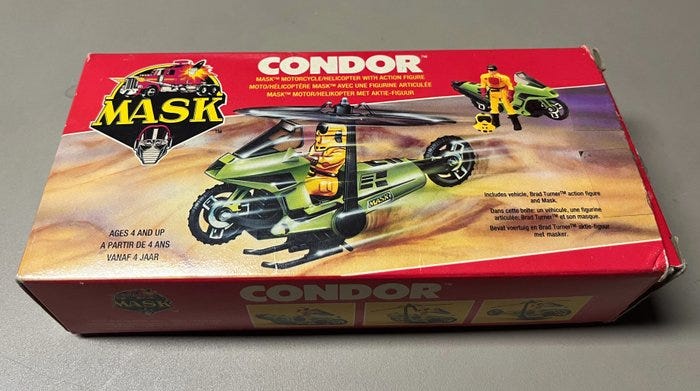 CONDOR™
MASK™ MOTORCYCLE/HELICOPTER WITH ACTION FIGURE
MOTO/HÉLICOPTÈRE MASK™ AVEC UNE FIGURINE ARTICULÉE
MASK™ MOTOR/HELIKOPTER MET AKTIE-FIGUUR
MASK™
MASK
Includes vehicle, Brad Turner™ action figure
and Mask.
Dans cette boîte: un véhicule, une figurine
articulée, Brad Turner™ et son masque.
Bevat voertuig en Brad Turner™ aktie-figuur
met masker.
AGES 4 AND UP
A PARTIR DE 4 ANS
VANAF 4 JAAR
MASK
CONDOR™